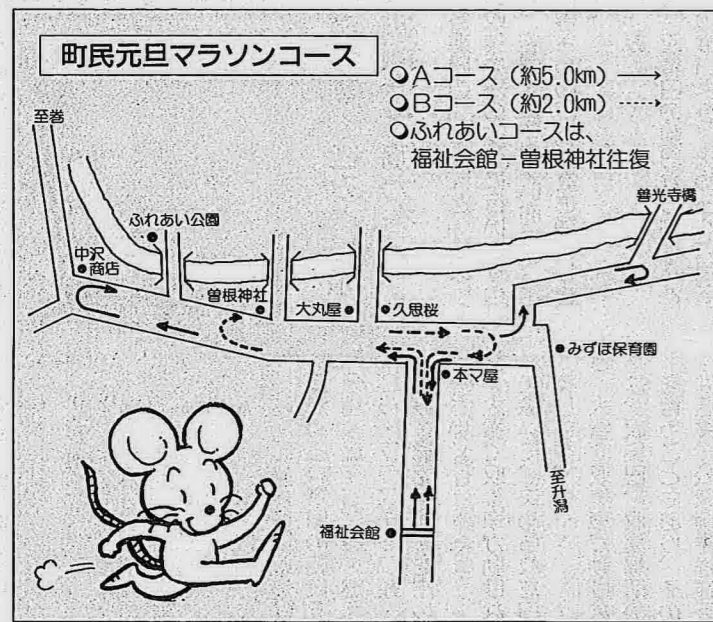 町民元旦マラソンコース
○Aコース（約5.0㎞）→
○Bコース（約2.0㎞）⇢
○ふれあいコースは、
福祉会館－曽根神社往復
至巻
善光寺橋
ふれあい公園
中沢
商店
曽根神社
大丸屋
久思桜
みずほ保育園
本マ屋
至升潟
福祉会館